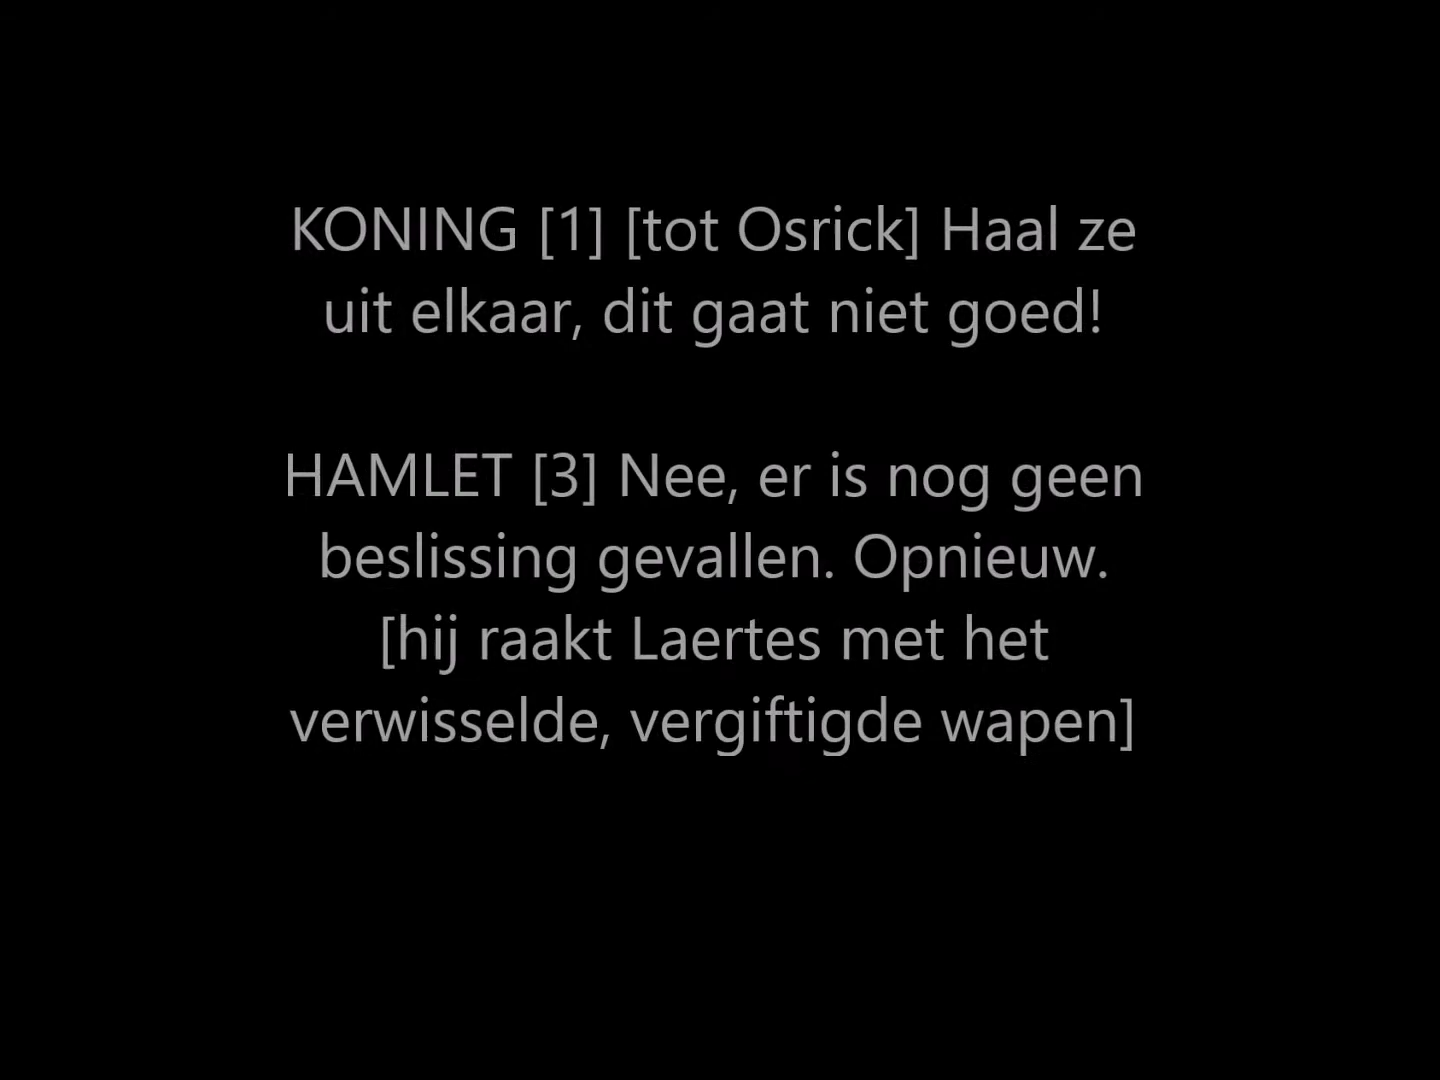 KONING [1] [tot Osrick] Haal ze
uit elkaar, dit gaat niet goed!
HAMLET [3] Nee, er is nog geen
beslissing gevallen. Opnieuw.
[hij raakt Laertes met het
verwisselde, vergiftigde wapen]